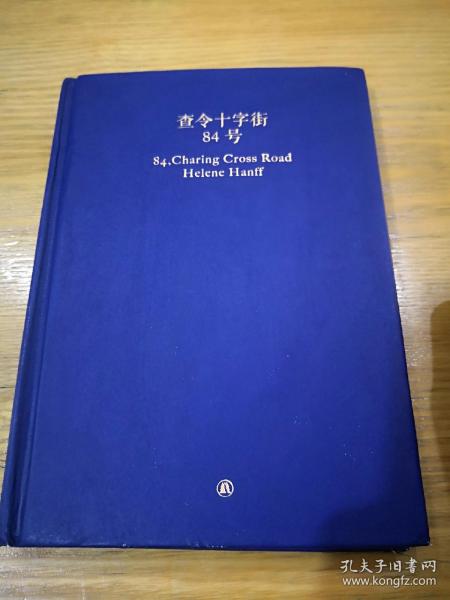 查令十字街
84号
84, Charing Cross Road
Helene Hanff
孔夫子旧书网
www.kongfz.com